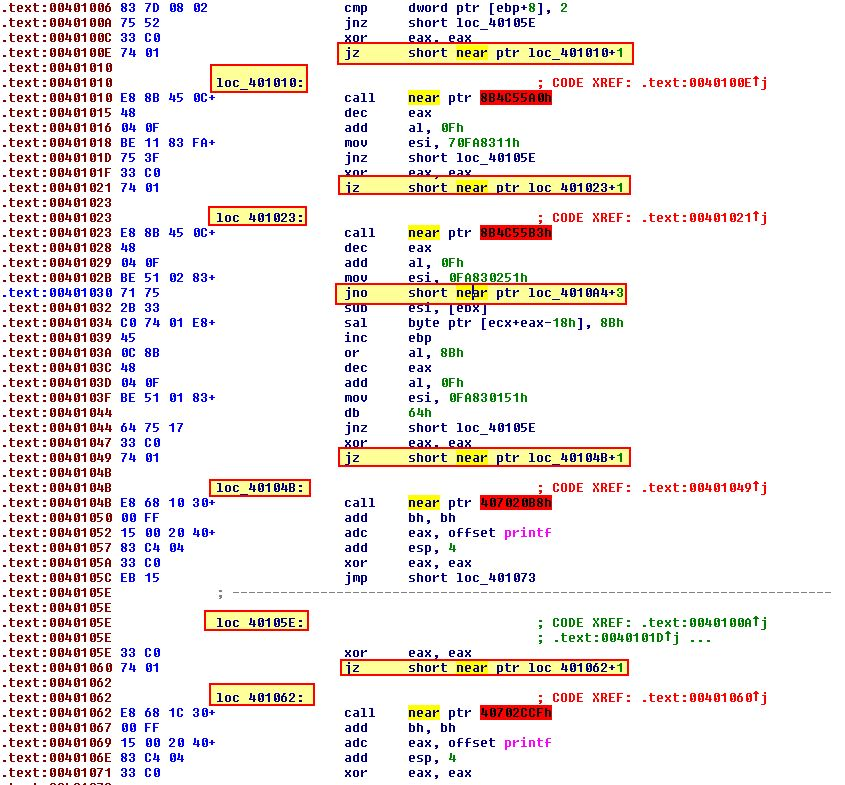 .text:00401006 83 7D 08 02 cmp dword ptr [ebp+8], 2
.text:0040100A 75 52 jnz short loc_40105E
.text:0040100C 33 C0 xor eax, eax
.text:0040100E 74 01 jz short near ptr loc_401010+1
.text:00401010
.text:00401010 loc_401010: ; CODE XREF: .text:0040100E↑j
.text:00401010 E8 8B 45 0C+ call near ptr 8B4C55A0h
.text:00401015 48 dec eax
.text:00401016 04 0F add al, 0Fh
.text:00401018 BE 11 83 FA+ mov esi, 70FA8311h
.text:0040101D 75 3F jnz short loc_40105E
.text:0040101F 33 C0 xor eax, eax
.text:00401021 74 01 jz short near ptr loc_401023+1
.text:00401023
.text:00401023 loc_401023: ; CODE XREF: .text:00401021↑j
.text:00401023 E8 8B 45 0C+ call near ptr 8B4C55B3h
.text:00401028 48 dec eax
.text:00401029 04 0F add al, 0Fh
.text:0040102B BE 51 02 83+ mov esi, 0FA830251h
.text:00401030 71 75 jno short near ptr loc_4010A4+3
.text:00401032 2B 33 sub esi, [ebx]
.text:00401034 C0 74 01 E8+ sal byte ptr [ecx+eax-18h], 8Bh
.text:00401039 45 inc ebp
.text:0040103A 0C 8B or al, 8Bh
.text:0040103C 48 dec eax
.text:0040103D 04 0F add al, 0Fh
.text:0040103F BE 51 01 83+ mov esi, 0FA830151h
.text:00401044 db 64h
.text:00401044 64 75 17 jnz short loc_40105E
.text:00401047 33 C0 xor eax, eax
.text:00401049 74 01 jz short near ptr loc_40104B+1
.text:0040104B
.text:0040104B loc_40104B: ; CODE XREF: .text:00401049↑j
.text:0040104B E8 68 10 30+ call near ptr 407020B8h
.text:00401050 00 FF add bh, bh
.text:00401052 15 00 20 40+ adc eax, offset printf
.text:00401057 83 C4 04 add esp, 4
.text:0040105A 33 C0 xor eax, eax
.text:0040105C EB 15 jmp short loc_401073
.text:0040105E ; ---------------------------------------------------------------------------
.text:0040105E
.text:0040105E loc_40105E: ; CODE XREF: .text:0040100A↑j
.text:0040105E ; .text:0040101D↑j ...
.text:0040105E 33 C0 xor eax, eax
.text:00401060 74 01 jz short near ptr loc_401062+1
.text:00401062
.text:00401062 loc_401062: ; CODE XREF: .text:00401060↑j
.text:00401062 E8 68 1C 30+ call near ptr 40702CCFh
.text:00401067 00 FF add bh, bh
.text:00401069 15 00 20 40+ adc eax, offset printf
.text:0040106E 83 C4 04 add esp, 4
.text:00401071 33 C0 xor eax, eax